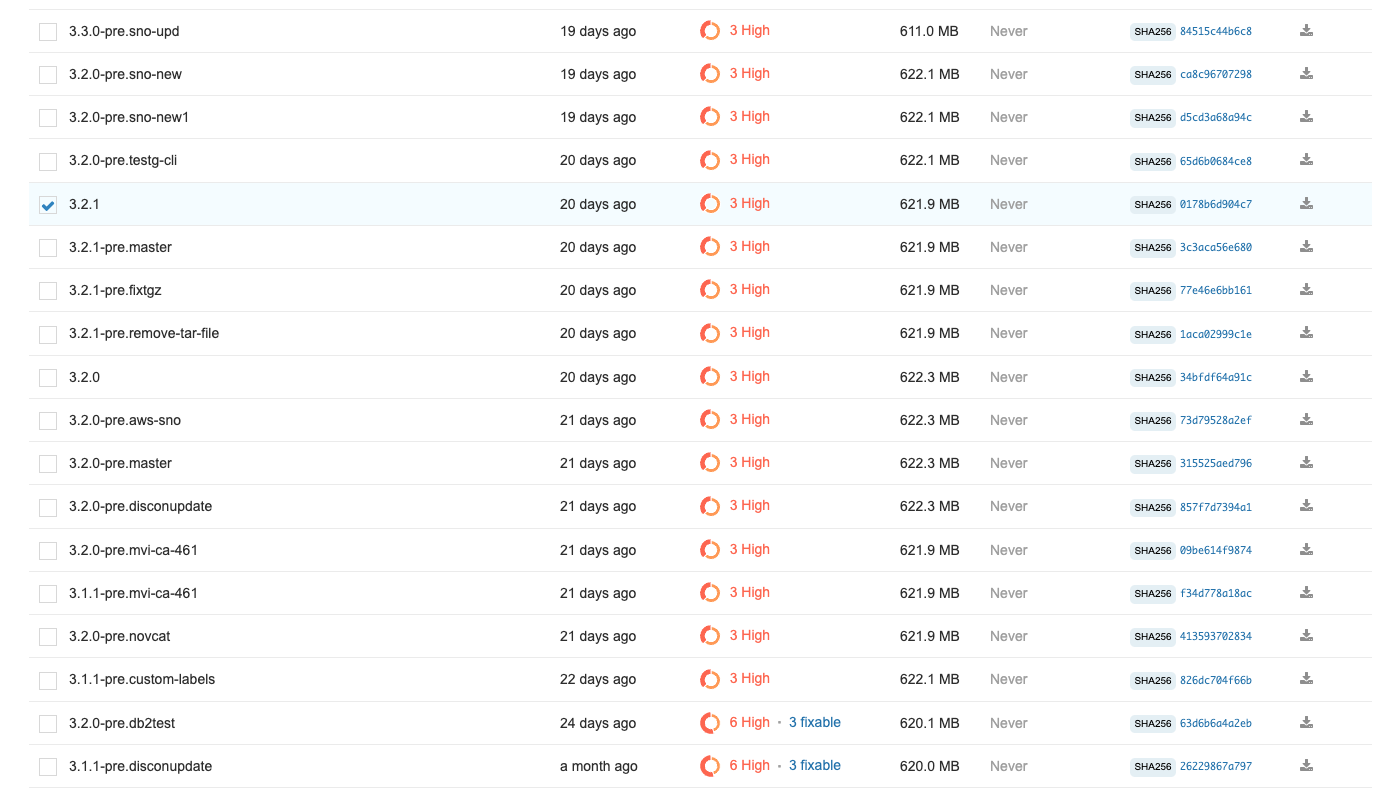 3.3.0-pre.sno-upd 19 days ago 3 High 611.0 MB Never SHA256 84515c44b6c8
3.2.0-pre.sno-new 19 days ago 3 High 622.1 MB Never SHA256 ca8c96707298
3.2.0-pre.sno-new1 19 days ago 3 High 622.1 MB Never SHA256 d5cd3a68a94c
3.2.0-pre.testg-cli 20 days ago 3 High 622.1 MB Never SHA256 65d6b0684ce8
3.2.1 20 days ago 3 High 621.9 MB Never SHA256 0178b6d904c7
3.2.1-pre.master 20 days ago 3 High 621.9 MB Never SHA256 3c3aca56e680
3.2.1-pre.fixtgz 20 days ago 3 High 621.9 MB Never SHA256 77e46e6bb161
3.2.1-pre.remove-tar-file 20 days ago 3 High 621.9 MB Never SHA256 1aca02999c1e
3.2.0 20 days ago 3 High 622.3 MB Never SHA256 34bfdf64a91c
3.2.0-pre.aws-sno 21 days ago 3 High 622.3 MB Never SHA256 73d79528a2ef
3.2.0-pre.master 21 days ago 3 High 622.3 MB Never SHA256 315525aed796
3.2.0-pre.disconupdate 21 days ago 3 High 622.3 MB Never SHA256 857f7d7394a1
3.2.0-pre.mvi-ca-461 21 days ago 3 High 621.9 MB Never SHA256 09be614f9874
3.1.1-pre.mvi-ca-461 21 days ago 3 High 621.9 MB Never SHA256 f34d778a18ac
3.2.0-pre.novcat 21 days ago 3 High 621.9 MB Never SHA256 413593702834
3.1.1-pre.custom-labels 22 days ago 3 High 622.1 MB Never SHA256 826dc704f66b
3.2.0-pre.db2test 24 days ago 6 High • 3 fixable 620.1 MB Never SHA256 63d6b6a4a2eb
3.1.1-pre.disconupdate a month ago 6 High • 3 fixable 620.0 MB Never SHA256 26229867a797